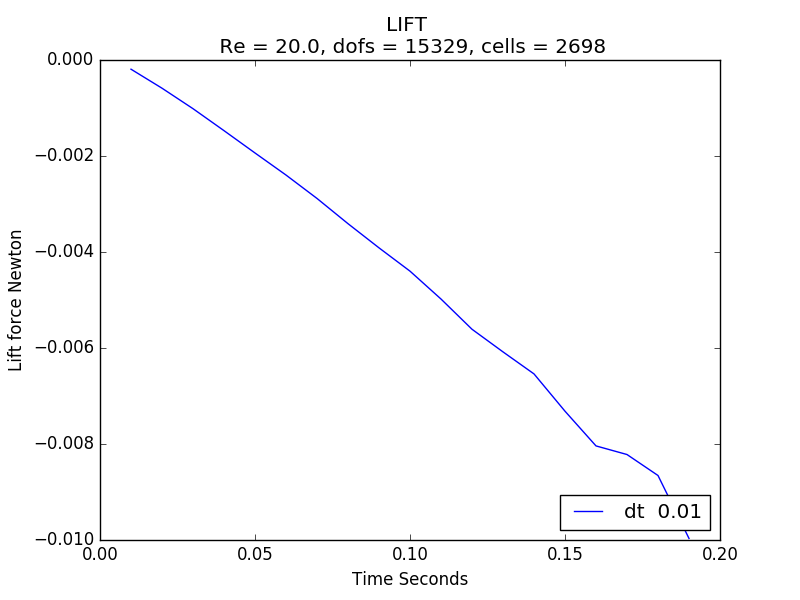 LIFT
Re = 20.0, dofs = 15329, cells = 2698
0.000
−0.002
−0.004
−0.006
−0.008
−0.010
Lift force Newton
dt  0.01
0.00 0.05 0.10 0.15 0.20
Time Seconds